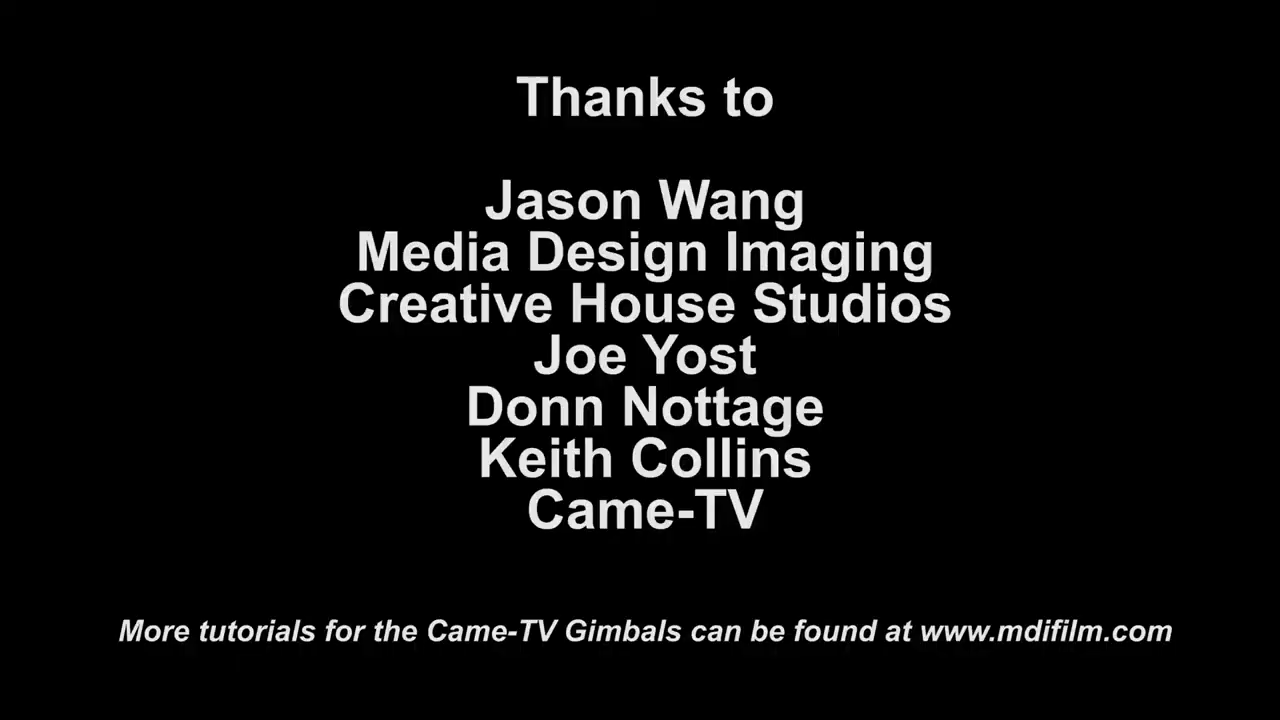 Thanks to
Jason Wang
Media Design Imaging
Creative House Studios
Joe Yost
Donn Nottage
Keith Collins
Came-TV
More tutorials for the Came-TV Gimbals can be found at www.mdifilm.com